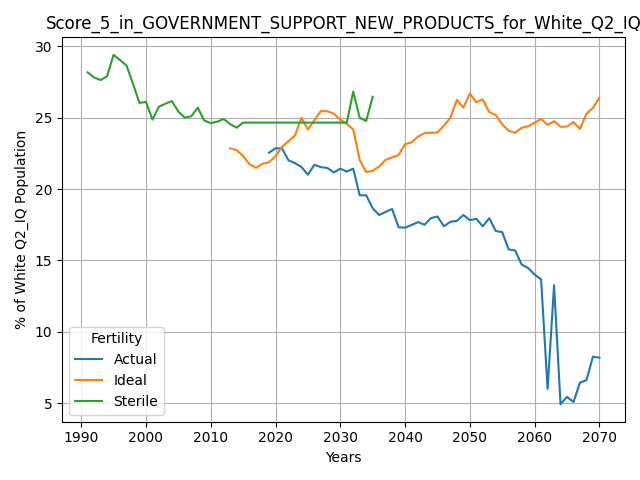 Score_5_in_GOVERNMENT_SUPPORT_NEW_PRODUCTS_for_White_Q2_IQ
% of White Q2_IQ Population
30
25
20
15
10
5
Fertility
Actual
Ideal
Sterile
1990 2000 2010 2020 2030 2040 2050 2060 2070
Years